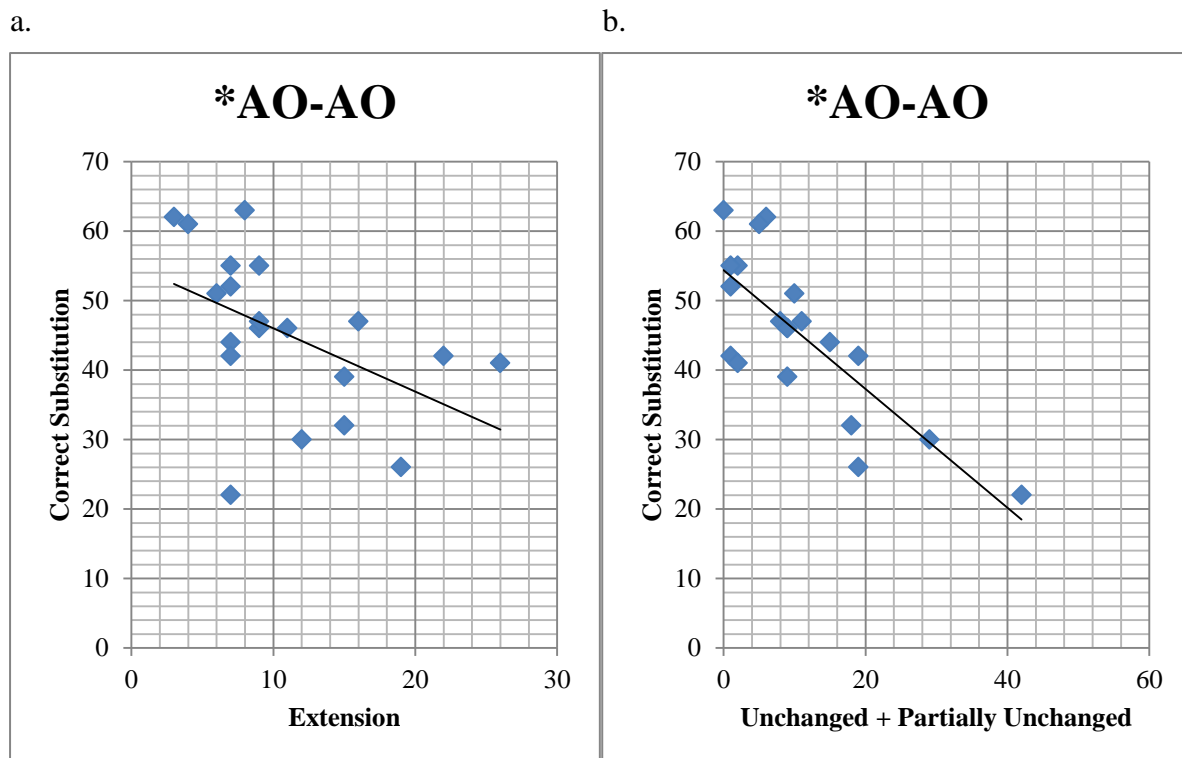 a.
*AO-AO
Correct Substitution
70
60
50
40
30
20
10
0
0 10 20 30
Extension
b.
*AO-AO
Correct Substitution
70
60
50
40
30
20
10
0
0 20 40 60
Unchanged + Partially Unchanged